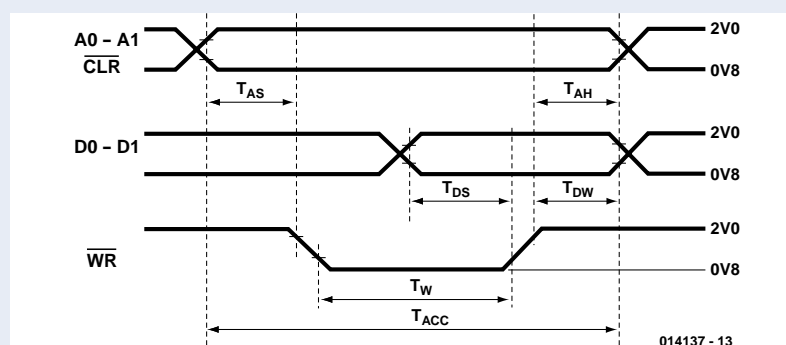 A0 – A1
CLR
2V0
0V8
TAS
TAH
D0 – D1
2V0
0V8
TDS
TDW
WR
2V0
0V8
TW
TACC
014137 - 13